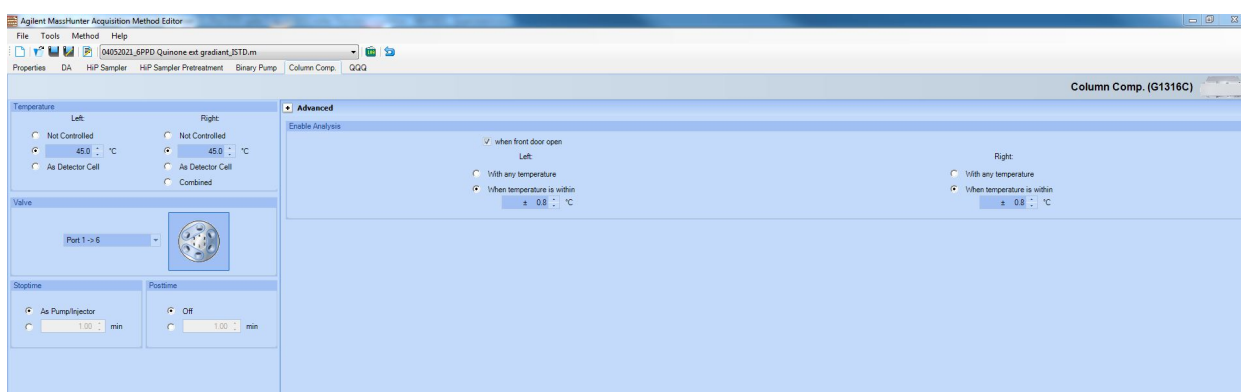 Agilent MassHunter Acquisition Method Editor
File Tools Method Help
04052021_6PPD Quinone ext gradiant_ISTD.m
Properties DA HiP Sampler HiP Sampler Pretreatment Binary Pump Column Comp. QQQ
Column Comp. (G1316C)
Temperature
Left: Right:
Not Controlled Not Controlled
45.0 °C 45.0 °C
As Detector Cell As Detector Cell
Combined
Valve
Port 1 -> 6
Stoptime Posttime
As Pump/Injector Off
1.00 min 1.00 min
Advanced
Enable Analysis
when front door open
Left: Right:
With any temperature With any temperature
When temperature is within When temperature is within
± 0.8 °C ± 0.8 °C